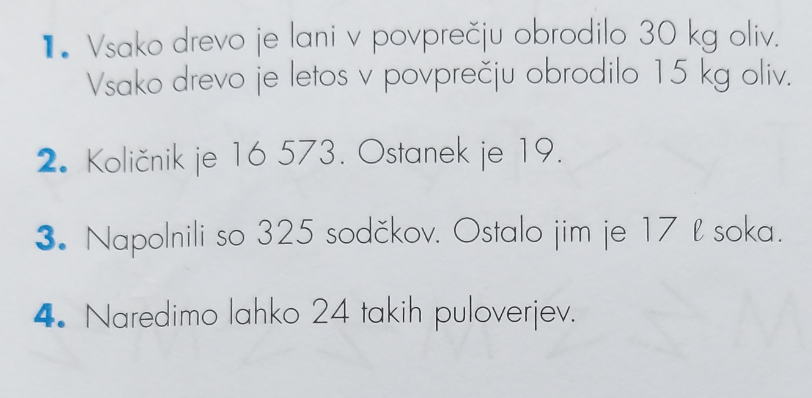 1. Vsako drevo je lani v povprečju obrodilo 30 kg oliv.
Vsako drevo je letos v povprečju obrodilo 15 kg oliv.
2. Količnik je 16 573. Ostanek je 19.
3. Napolnili so 325 sodčkov. Ostalo jim je 17 ℓ soka.
4. Naredimo lahko 24 takih puloverjev.